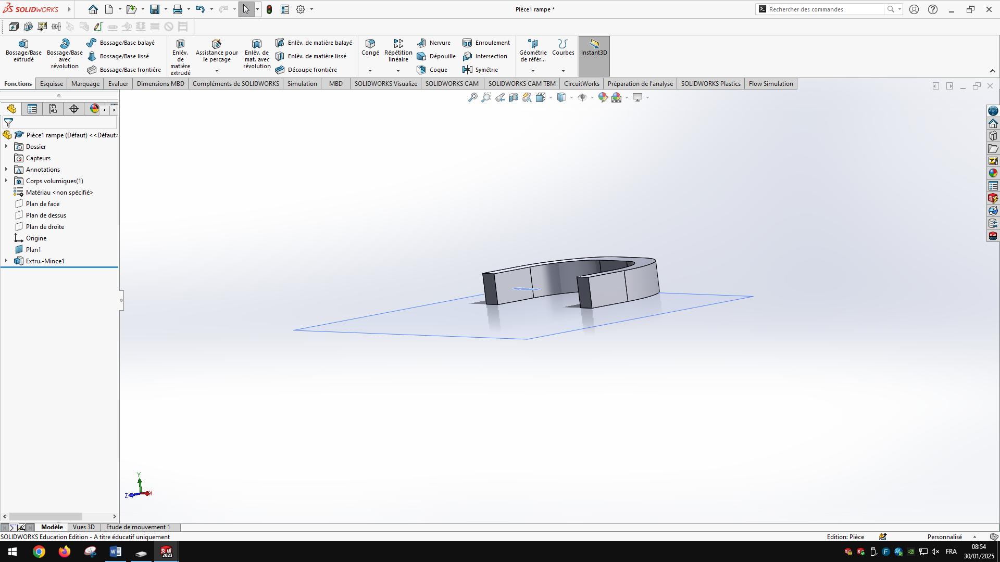 SOLIDWORKS
Pièce1 rampe *
Rechercher des commandes
Bossage/Base extrudé
Bossage/Base avec révolution
Bossage/Base balayé
Bossage/Base lissé
Bossage/Base frontière
Enlèv. de matière extrudé
Assistance pour le perçage
Enlèv. de mat. avec révolution
Enlèv. de matière balayé
Enlèv. de matière lissé
Découpe frontière
Congé
Répétition linéaire
Nervure
Dépouille
Coque
Enroulement
Intersection
Symétrie
Géométrie de référ...
Courbes
Instant3D
Fonctions
Esquisse
Marquage
Evaluer
Dimensions MBD
Compléments de SOLIDWORKS
Simulation
MBD
SOLIDWORKS Visualize
SOLIDWORKS CAM
SOLIDWORKS CAM TBM
CircuitWorks
Préparation de l'analyse
SOLIDWORKS Plastics
Flow Simulation
Pièce1 rampe (Défaut) <<Défaut>
Dossier
Capteurs
Annotations
Corps volumiques(1)
Matériau <non spécifié>
Plan de face
Plan de dessus
Plan de droite
Origine
Plan1
Extru.-Mince1
Y
Z
X
Modèle
Vues 3D
Etude de mouvement 1
SOLIDWORKS Education Edition - A titre éducatif uniquement
Edition: Pièce
Personnalisé
SW 2023
FRA
08:54
30/01/2025